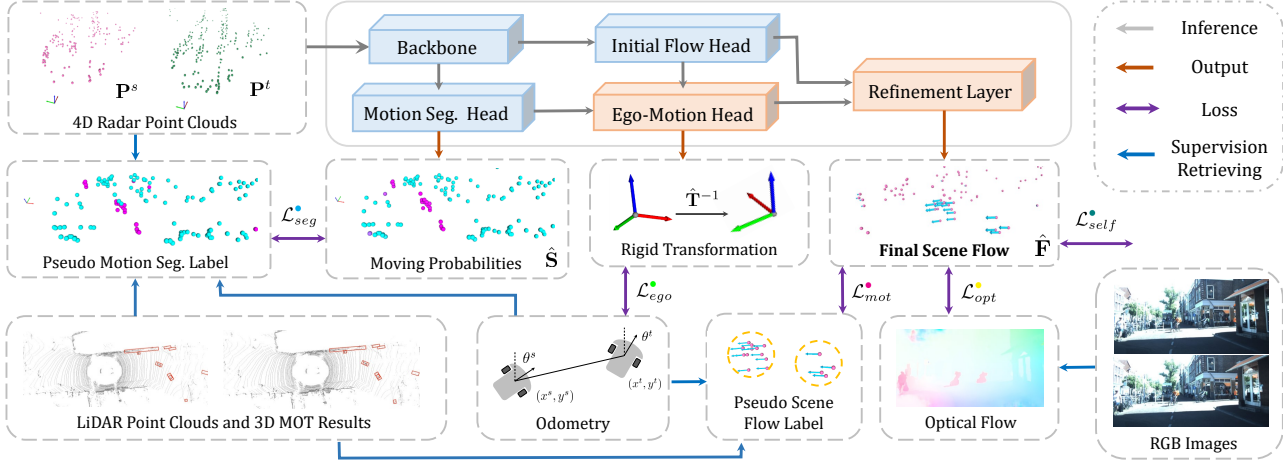 P^s
P^t
4D Radar Point Clouds
Backbone
Initial Flow Head
Motion Seg. Head
Ego-Motion Head
Refinement Layer
Inference
Output
Loss
Supervision
Retrieving
Pseudo Motion Seg. Label
L_seg
Moving Probabilities
Ŝ
T̂^−1
Rigid Transformation
Final Scene Flow
F̂
L_self
L_ego
L_mot
L_opt
LiDAR Point Clouds and 3D MOT Results
θ^s
(x^s, y^s)
θ^t
(x^t, y^t)
Odometry
Pseudo Scene
Flow Label
Optical Flow
RGB Images